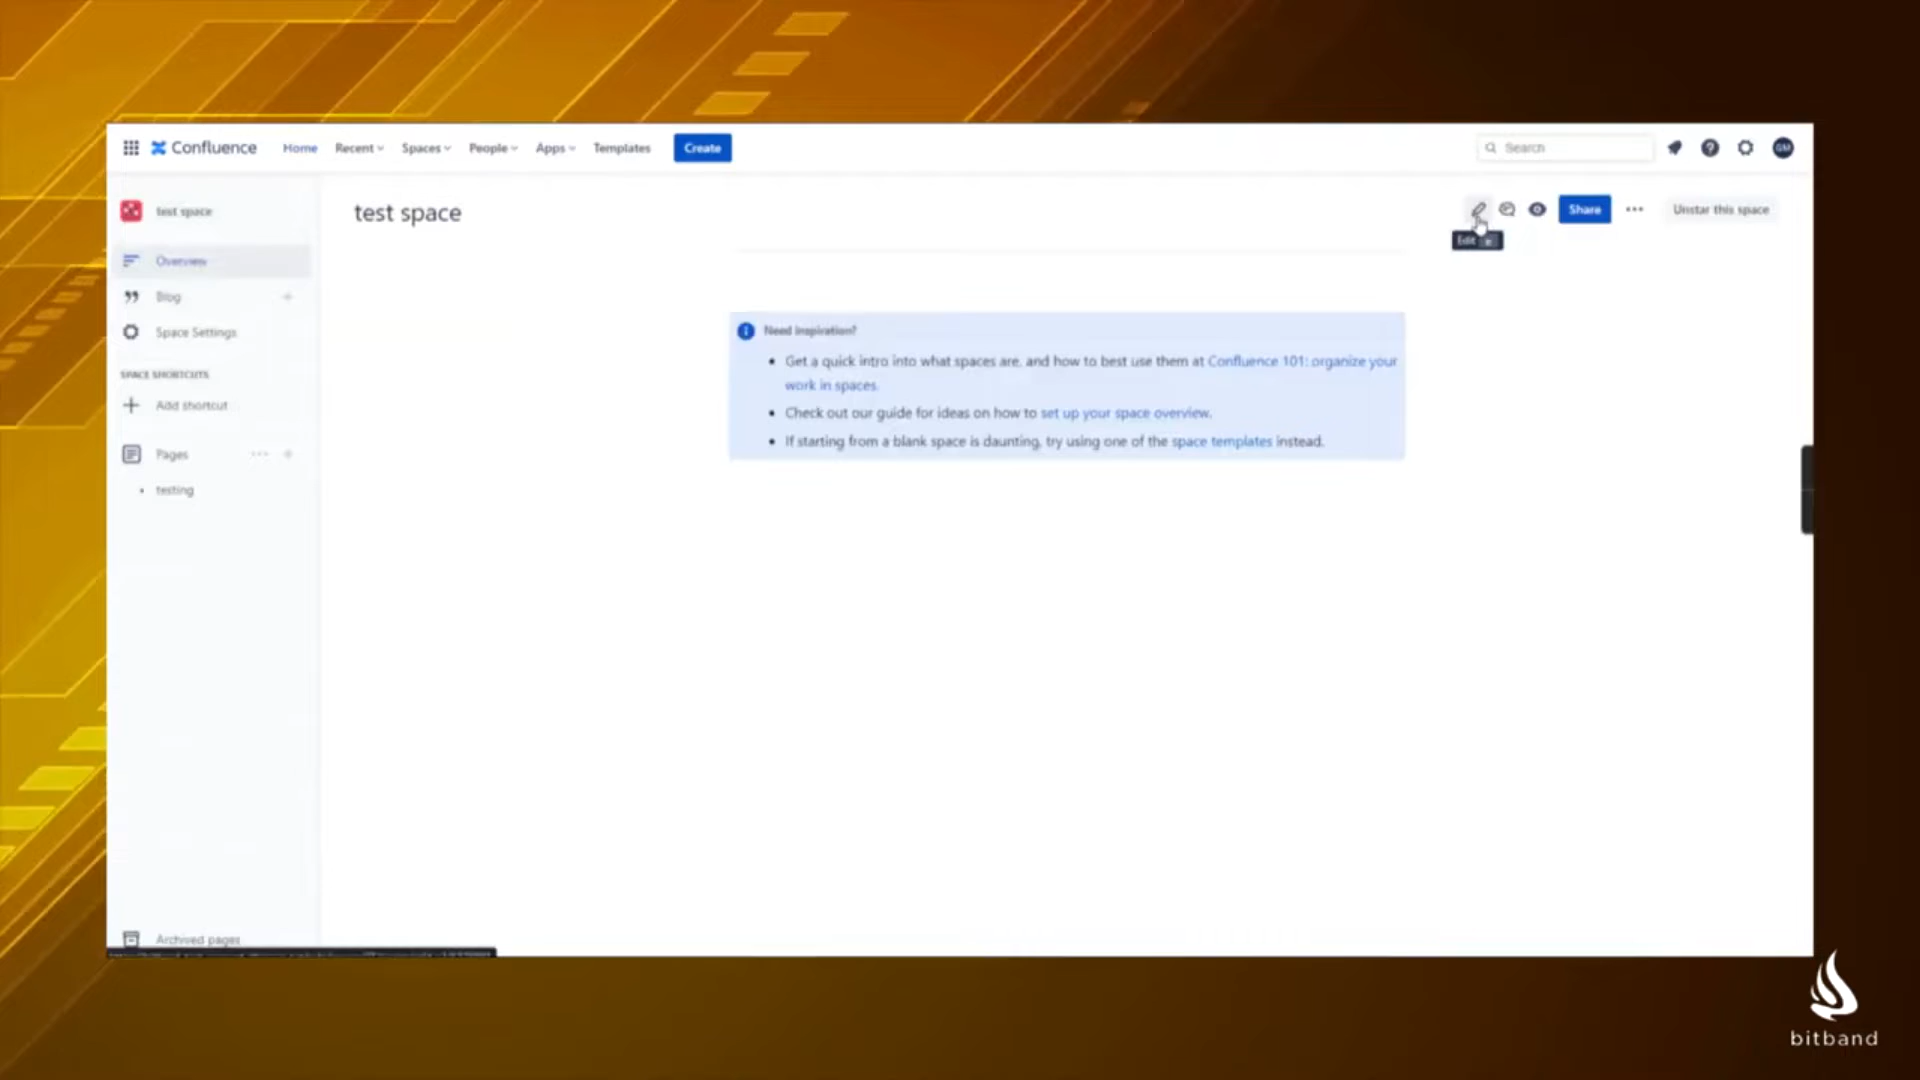 Confluence Home Recent Spaces People Apps Templates Create Search GM
test space
test space
Share
Unstar this space
Edit
Overview
Blog
Space Settings
SPACE SHORTCUTS
Add shortcut
Pages
testing
Need inspiration?
Get a quick intro into what spaces are, and how to best use them at Confluence 101: organize your
work in spaces.
Check out our guide for ideas on how to set up your space overview.
If starting from a blank space is daunting, try using one of the space templates instead.
Archived pages
bitband